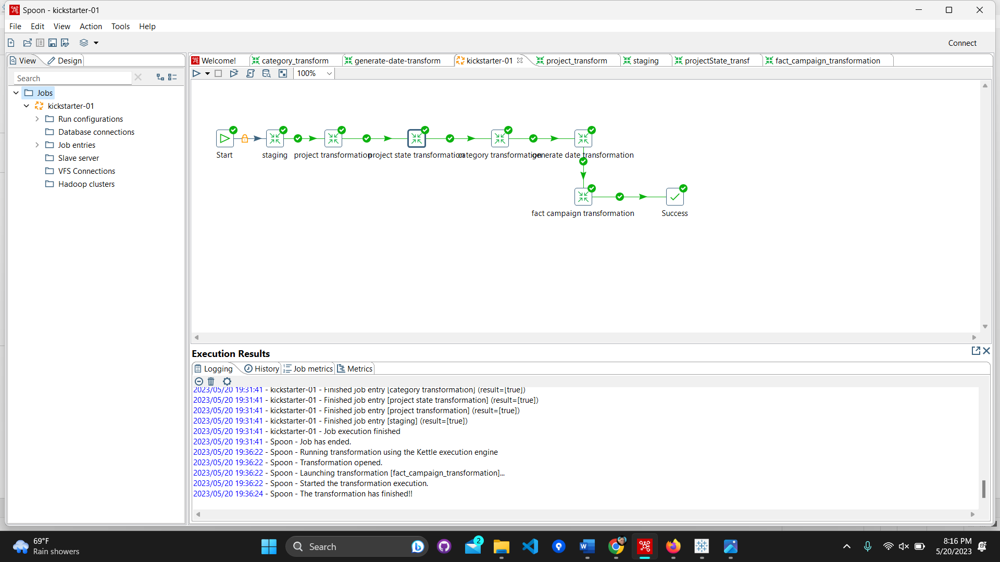 Spoon - kickstarter-01
File Edit View Action Tools Help
Connect
View Design
Search
Jobs
kickstarter-01
Run configurations
Database connections
Job entries
Slave server
VFS Connections
Hadoop clusters
Welcome! category_transform generate-date-transform kickstarter-01 project_transform staging projectState_transf fact_campaign_transformation
100%
Start staging project transformation project state transformation category transformation generate date transformation
fact campaign transformation Success
Execution Results
Logging History Job metrics Metrics
2023/05/20 19:31:41 - kickstarter-01 - Finished job entry [category transformation] (result=[true])
2023/05/20 19:31:41 - kickstarter-01 - Finished job entry [project state transformation] (result=[true])
2023/05/20 19:31:41 - kickstarter-01 - Finished job entry [project transformation] (result=[true])
2023/05/20 19:31:41 - kickstarter-01 - Finished job entry [staging] (result=[true])
2023/05/20 19:31:41 - kickstarter-01 - Job execution finished
2023/05/20 19:31:41 - Spoon - Job has ended.
2023/05/20 19:36:22 - Spoon - Running transformation using the Kettle execution engine
2023/05/20 19:36:22 - Spoon - Transformation opened.
2023/05/20 19:36:22 - Spoon - Launching transformation [fact_campaign_transformation]...
2023/05/20 19:36:22 - Spoon - Started the transformation execution.
2023/05/20 19:36:24 - Spoon - The transformation has finished!!
69°F
Rain showers
Search
2
8:16 PM
5/20/2023